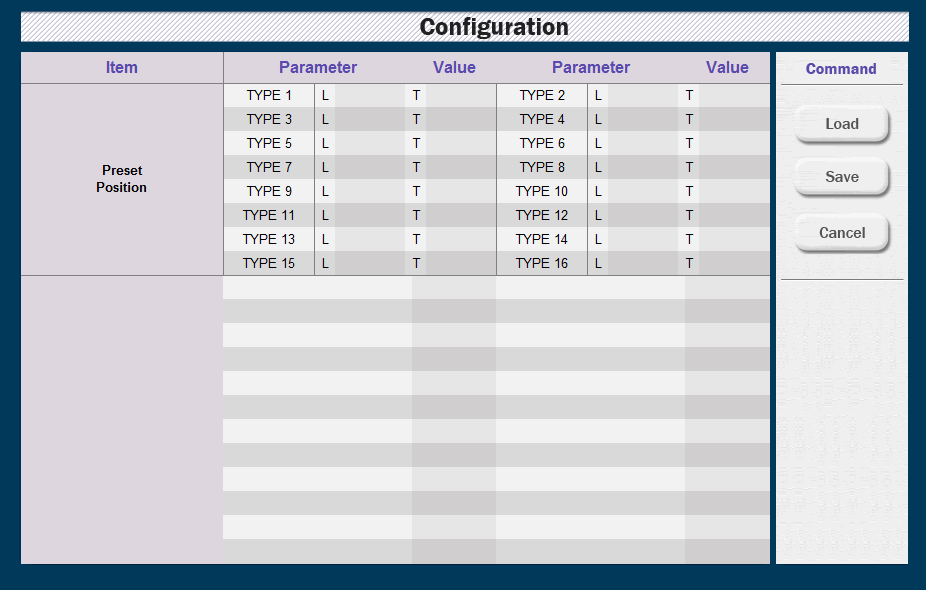 Configuration
Item Parameter Value Parameter Value Command
TYPE 1 L T TYPE 2 L T
TYPE 3 L T TYPE 4 L T
TYPE 5 L T TYPE 6 L T
TYPE 7 L T TYPE 8 L T
TYPE 9 L T TYPE 10 L T
TYPE 11 L T TYPE 12 L T
TYPE 13 L T TYPE 14 L T
TYPE 15 L T TYPE 16 L T
Preset
Position
Load
Save
Cancel